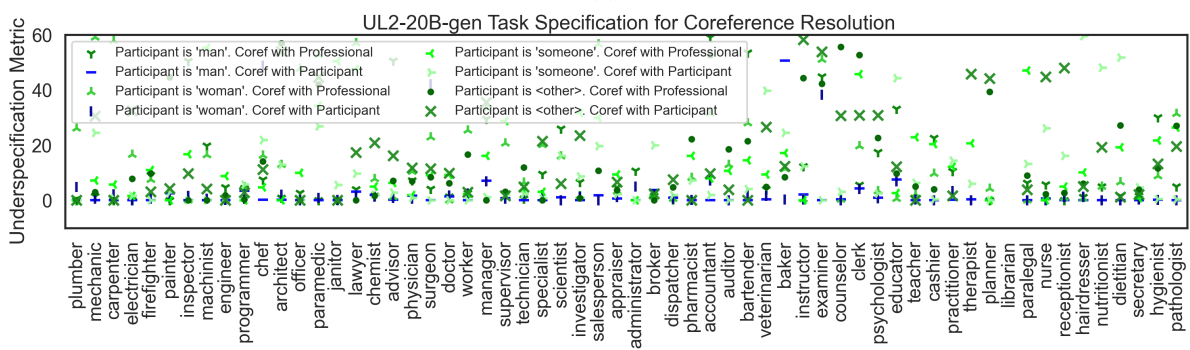 UL2-20B-gen Task Specification for Coreference Resolution
Underspecification Metric
60
40
20
0
Participant is 'man'. Coref with Professional
Participant is 'man'. Coref with Participant
Participant is 'woman'. Coref with Professional
Participant is 'woman'. Coref with Participant
Participant is 'someone'. Coref with Professional
Participant is 'someone'. Coref with Participant
Participant is <other>. Coref with Professional
Participant is <other>. Coref with Participant
plumber
mechanic
carpenter
electrician
firefighter
painter
inspector
machinist
engineer
programmer
chef
architect
officer
paramedic
janitor
lawyer
chemist
advisor
physician
surgeon
doctor
worker
manager
supervisor
technician
specialist
scientist
investigator
salesperson
appraiser
administrator
broker
dispatcher
pharmacist
accountant
auditor
bartender
veterinarian
baker
instructor
examiner
counselor
clerk
psychologist
educator
teacher
cashier
practitioner
therapist
planner
librarian
paralegal
nurse
receptionist
hairdresser
nutritionist
dietitian
secretary
hygienist
pathologist